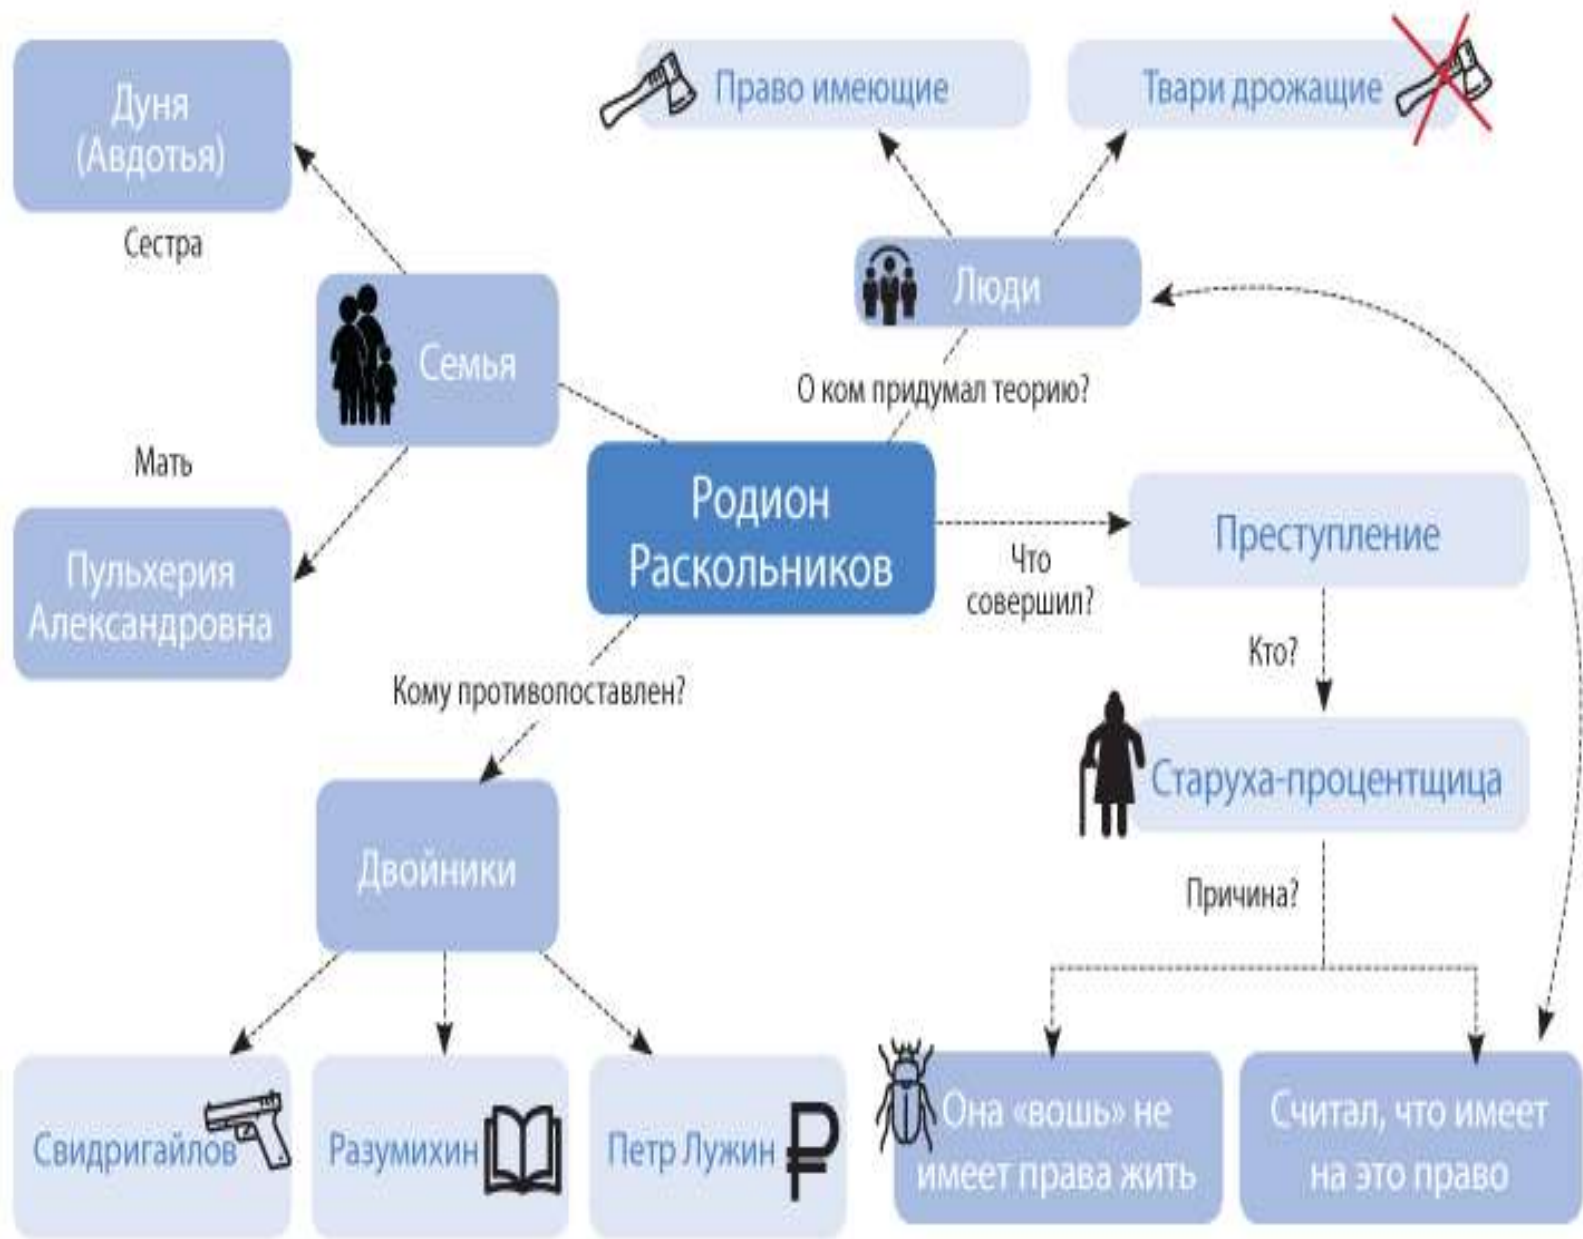 Дуня
(Авдотья)
Сестра
Право имеющие
Твари дрожащие
Люди
Семья
О ком придумал теорию?
Мать
Родион
Раскольников
Пульхерия
Александровна
Что
совершил?
Преступление
Кто?
Кому противопоставлен?
Старуха-процентщица
Двойники
Причина?
Свидригайлов
Разумихин
Петр Лужин
Она «вошь» не
имеет права жить
Считал, что имеет
на это право